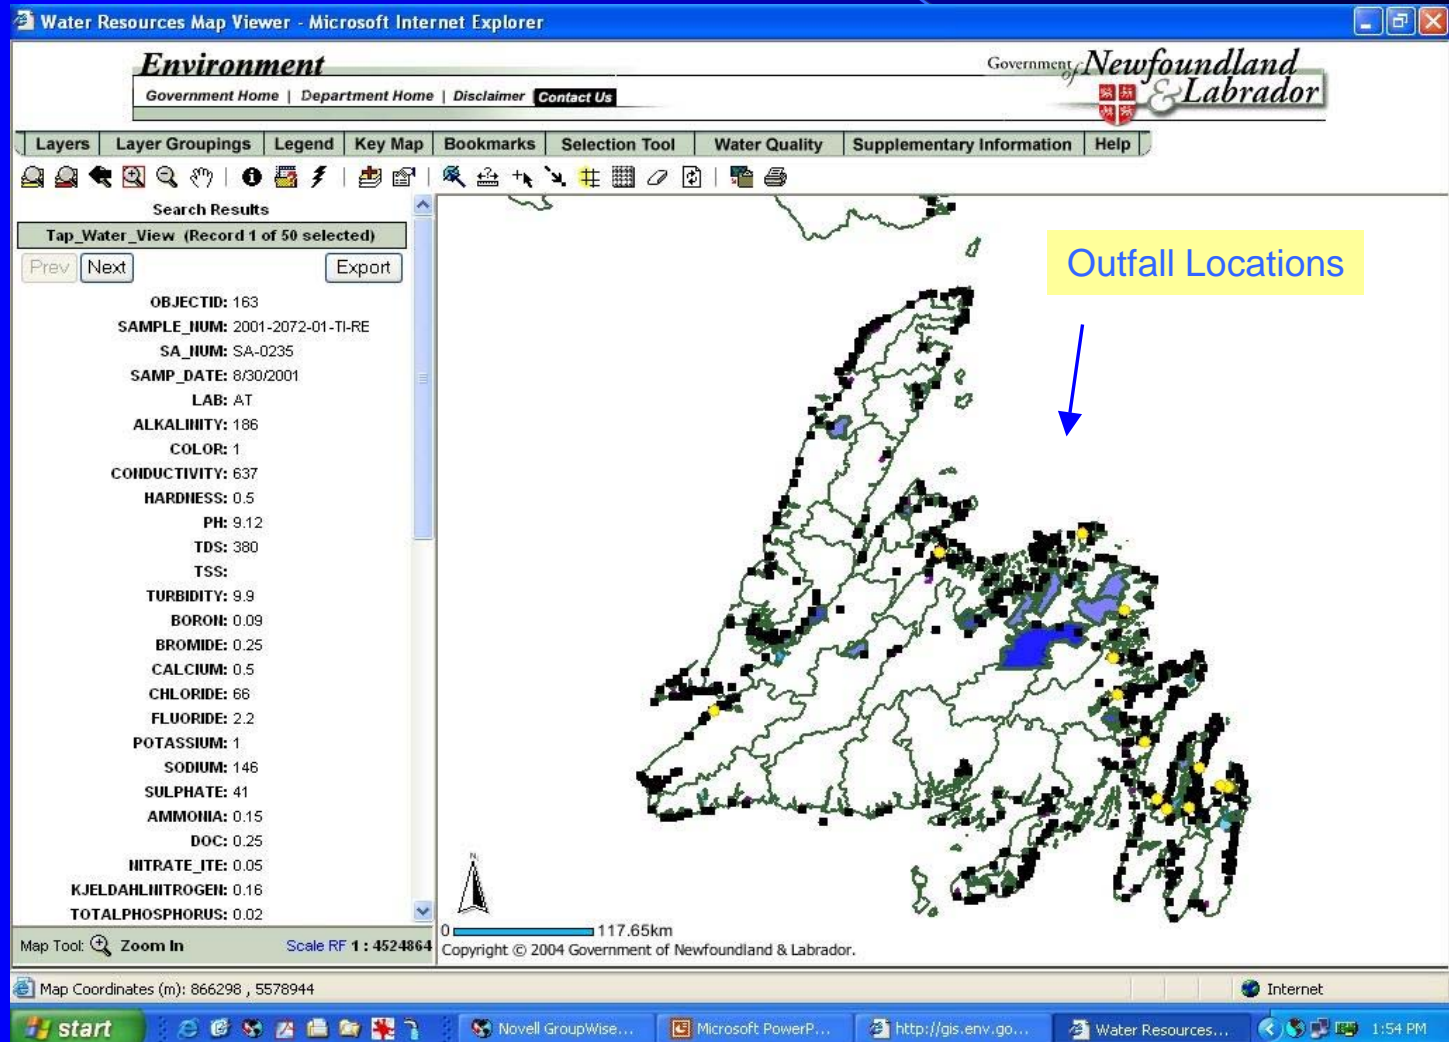 Water Resources Map Viewer - Microsoft Internet Explorer
Environment
Government of Newfoundland & Labrador
Government Home | Department Home | Disclaimer Contact Us
Layers Layer Groupings Legend Key Map Bookmarks Selection Tool Water Quality Supplementary Information Help
Search Results
Tap_Water_View (Record 1 of 50 selected)
Prev Next Export
OBJECTID: 163
SAMPLE_NUM: 2001-2072-01-TI-RE
SA_NUM: SA-0235
SAMP_DATE: 8/30/2001
LAB: AT
ALKALINITY: 186
COLOR: 1
CONDUCTIVITY: 637
HARDNESS: 0.5
PH: 9.12
TDS: 380
TSS:
TURBIDITY: 9.9
BORON: 0.09
BROMIDE: 0.25
CALCIUM: 0.5
CHLORIDE: 66
FLUORIDE: 2.2
POTASSIUM: 1
SODIUM: 146
SULPHATE: 41
AMMONIA: 0.15
DOC: 0.25
NITRATE_ITE: 0.05
KJELDAHLNITROGEN: 0.16
TOTALPHOSPHORUS: 0.02
Outfall Locations
N
0 117.65km
Map Tool: Zoom In Scale RF 1 : 4524864
Copyright © 2004 Government of Newfoundland & Labrador.
Map Coordinates (m): 866298 , 5578944
Internet
start Novell GroupWise... Microsoft PowerP... http://gis.env.go... Water Resources... 1:54 PM